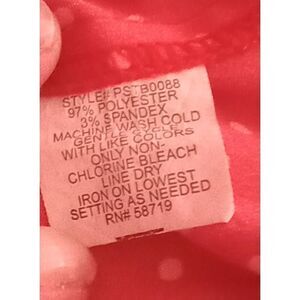 STYLE# PSTB0088
97% POLYESTER
3% SPANDEX
MACHINE WASH COLD
GENTLE CYCLE
WITH LIKE COLORS
ONLY NON-
CHLORINE BLEACH
LINE DRY
IRON ON LOWEST
SETTING AS NEEDED
RN# 58719